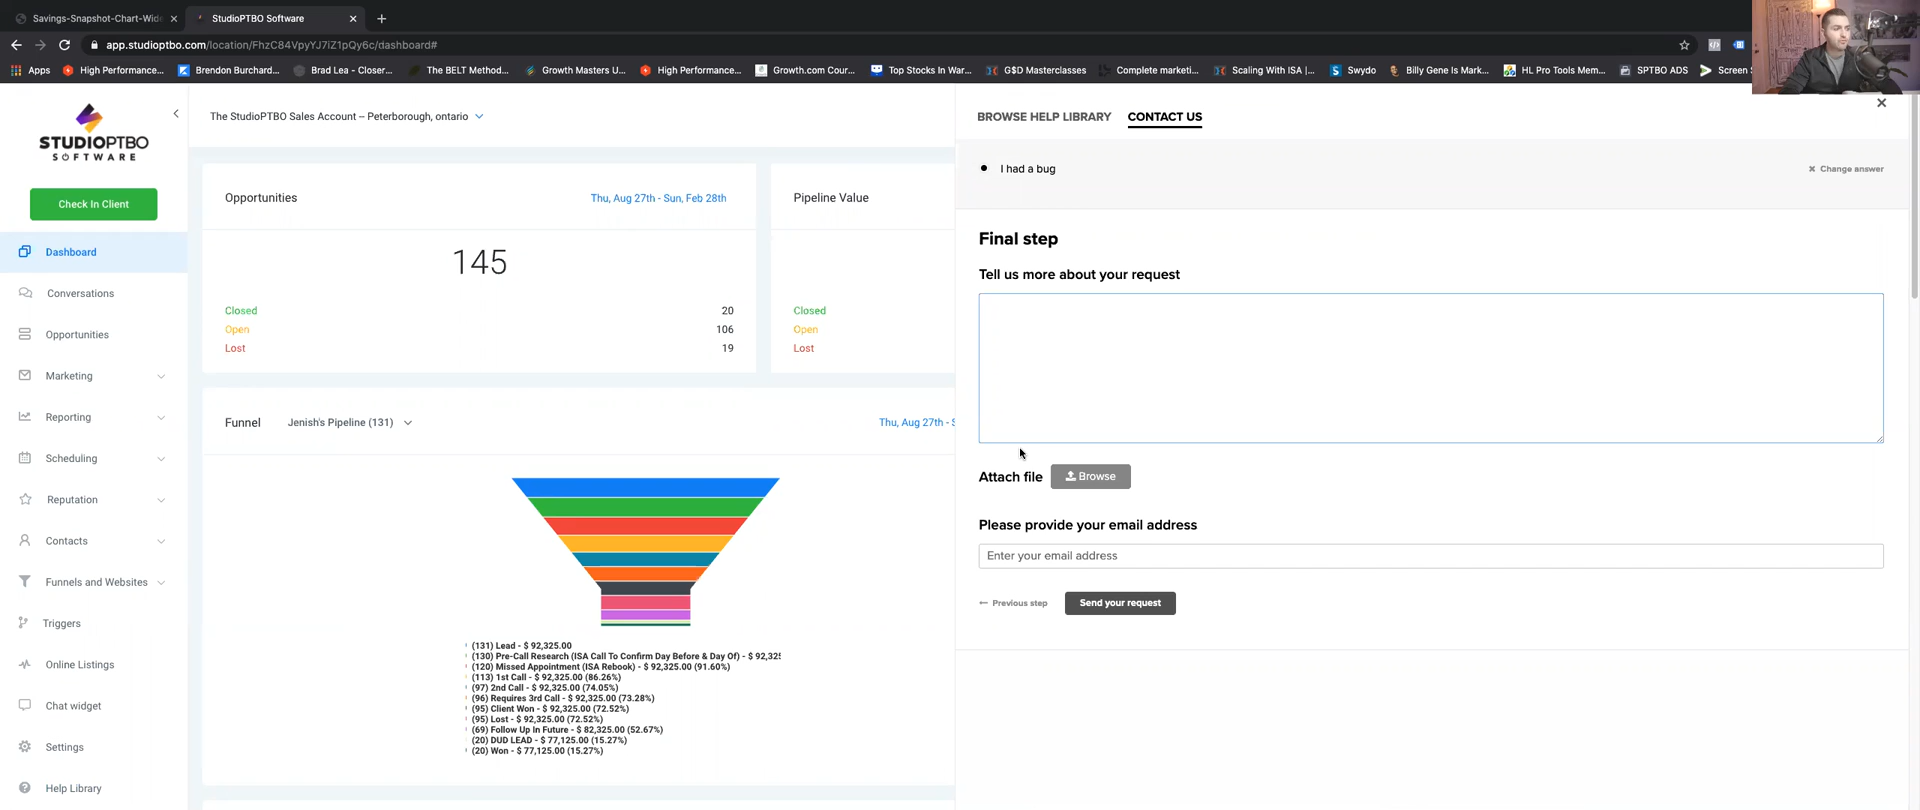 Savings-Snapshot-Chart-Wide
StudioPTBO Software
app.studioptbo.com/location/FhzC84VpyYJ7iZ1pQy6c/dashboard#
Apps
High Performance...
Brendon Burchard...
Brad Lea - Closer...
The BELT Method...
Growth Masters U...
High Performance...
Growth.com Cour...
Top Stocks In War...
G$D Masterclasses
Complete marketi...
Scaling With ISA |...
Swydo
Billy Gene Is Mark...
HL Pro Tools Mem...
SPTBO ADS
Screen
STUDIOPTBO
SOFTWARE
Check In Client
Dashboard
Conversations
Opportunities
Marketing
Reporting
Scheduling
Reputation
Contacts
Funnels and Websites
Triggers
Online Listings
Chat widget
Settings
Help Library
The StudioPTBO Sales Account -- Peterborough, ontario
Opportunities
Thu, Aug 27th - Sun, Feb 28th
145
Closed 20
Open 106
Lost 19
Pipeline Value
Closed
Open
Lost
Funnel
Jenish's Pipeline (131)
Thu, Aug 27th - S
(131) Lead - $ 92,325.00
(130) Pre-Call Research (ISA Call To Confirm Day Before & Day Of) - $ 92,325
(120) Missed Appointment (ISA Rebook) - $ 92,325.00 (91.60%)
(113) 1st Call - $ 92,325.00 (86.26%)
(97) 2nd Call - $ 92,325.00 (74.05%)
(96) Requires 3rd Call - $ 92,325.00 (73.28%)
(95) Client Won - $ 92,325.00 (72.52%)
(95) Lost - $ 92,325.00 (72.52%)
(69) Follow Up In Future - $ 82,325.00 (52.67%)
(20) DUD LEAD - $ 77,125.00 (15.27%)
(20) Won - $ 77,125.00 (15.27%)
BROWSE HELP LIBRARY
CONTACT US
I had a bug
Change answer
Final step
Tell us more about your request
Attach file
Browse
Please provide your email address
Enter your email address
Previous step
Send your request